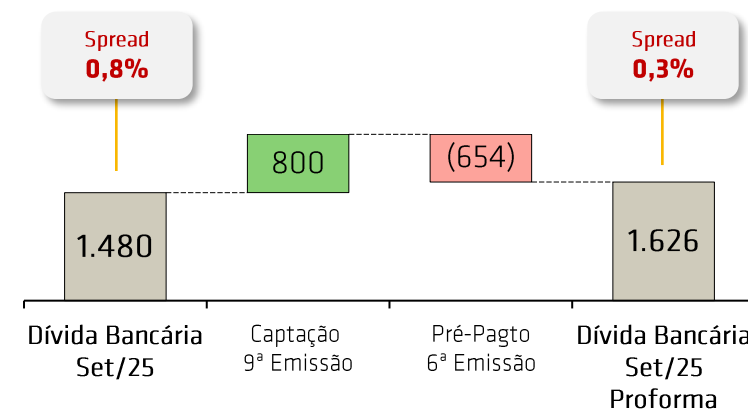 Spread
0,8%
Spread
0,3%
800
(654)
1.480
1.626
Dívida Bancária
Set/25
Captação
9ª Emissão
Pré-Pagto
6ª Emissão
Dívida Bancária
Set/25
Proforma